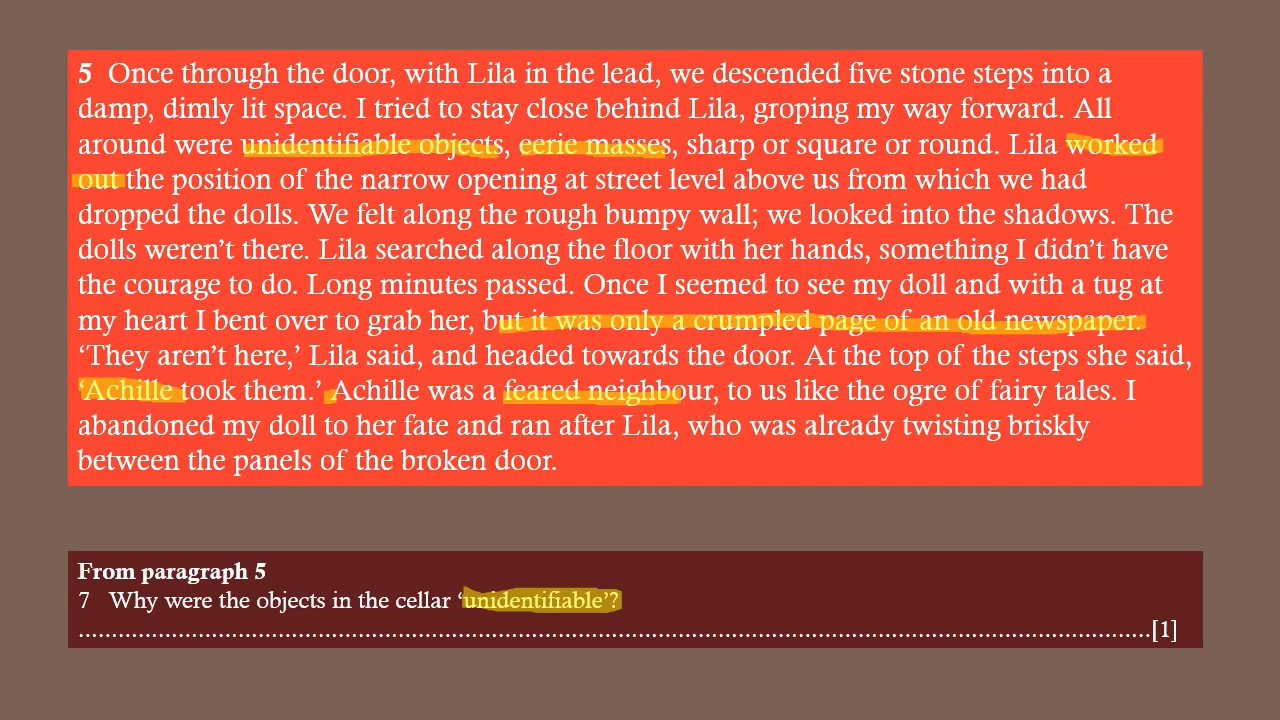 5 Once through the door, with Lila in the lead, we descended five stone steps into a
damp, dimly lit space. I tried to stay close behind Lila, groping my way forward. All
around were unidentifiable objects, eerie masses, sharp or square or round. Lila worked
out the position of the narrow opening at street level above us from which we had
dropped the dolls. We felt along the rough bumpy wall; we looked into the shadows. The
dolls weren’t there. Lila searched along the floor with her hands, something I didn’t have
the courage to do. Long minutes passed. Once I seemed to see my doll and with a tug at
my heart I bent over to grab her, but it was only a crumpled page of an old newspaper.
‘They aren’t here,’ Lila said, and headed towards the door. At the top of the steps she said,
‘Achille took them.’ Achille was a feared neighbour, to us like the ogre of fairy tales. I
abandoned my doll to her fate and ran after Lila, who was already twisting briskly
between the panels of the broken door.
From paragraph 5
7 Why were the objects in the cellar ‘unidentifiable’?
....................................................................................................................................................................[1]